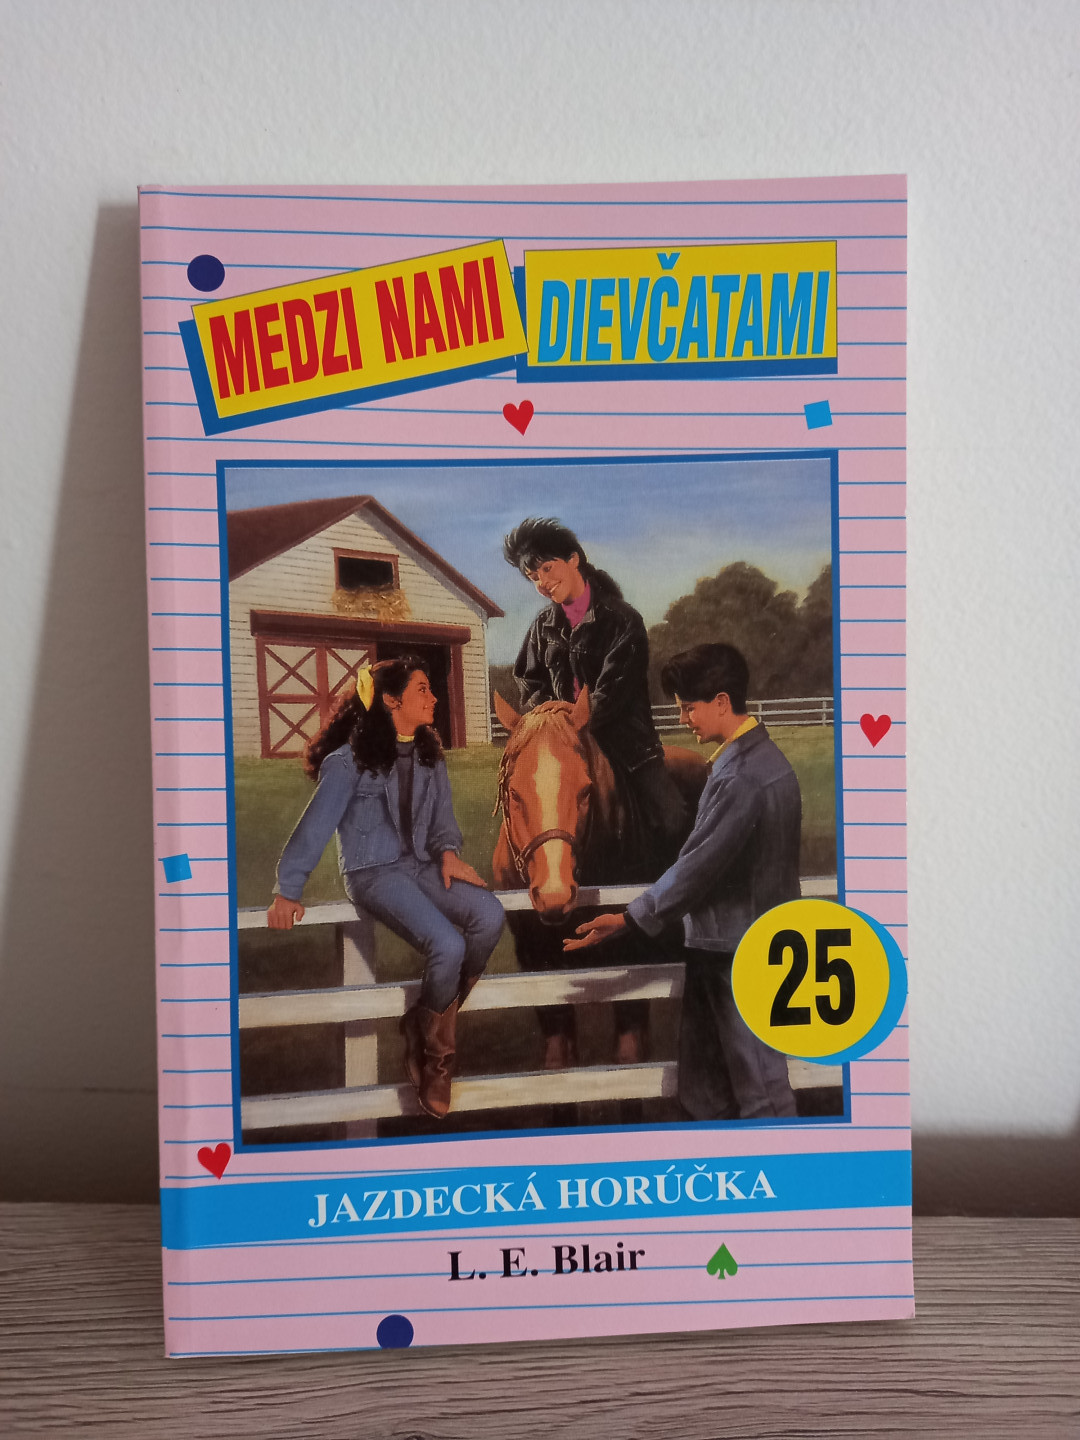 MEDZI NAMI DIEVČATAMI
25
JAZDECKÁ HORÚČKA
L. E. Blair